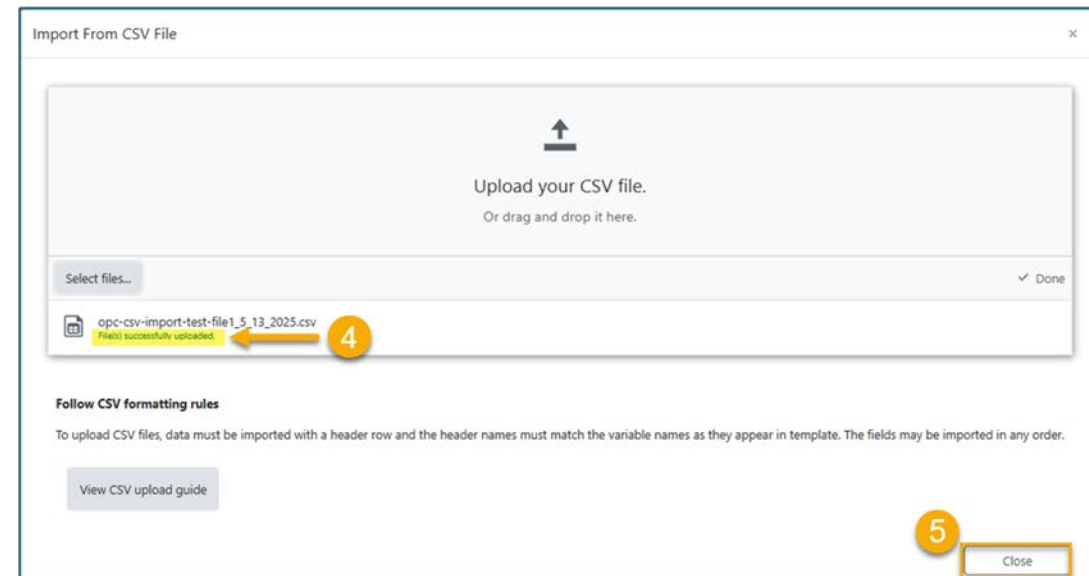 Import From CSV File ×
Upload your CSV file.
Or drag and drop it here.
Select files... ✓ Done
opc-csv-import-test-file1_5_13_2025.csv
File(s) successfully uploaded.
4
Follow CSV formatting rules
To upload CSV files, data must be imported with a header row and the header names must match the variable names as they appear in template. The fields may be imported in any order.
View CSV upload guide
5
Close